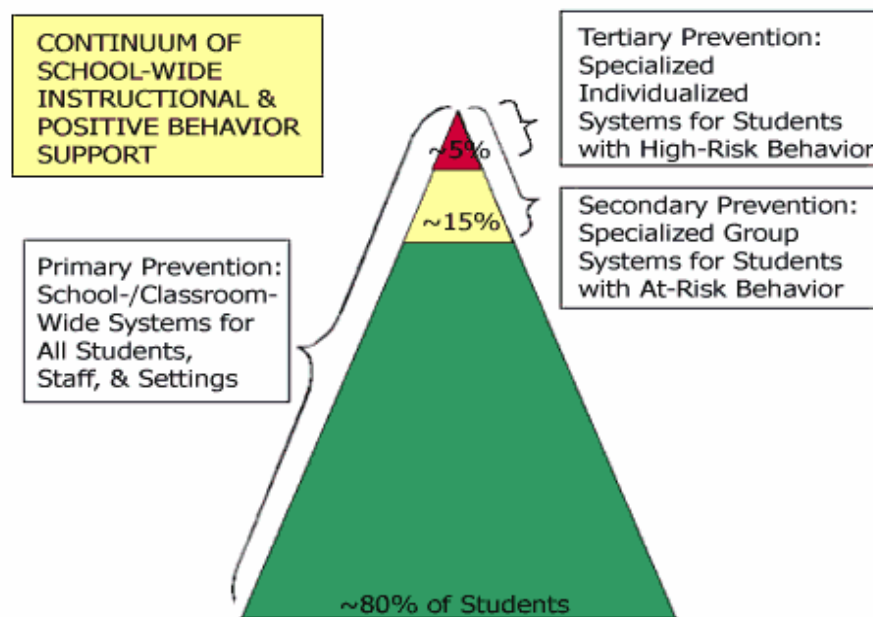 CONTINUUM OF
SCHOOL-WIDE
INSTRUCTIONAL &
POSITIVE BEHAVIOR
SUPPORT
Tertiary Prevention:
Specialized
Individualized
Systems for Students
with High-Risk Behavior
~5%
~15%
Secondary Prevention:
Specialized Group
Systems for Students
with At-Risk Behavior
Primary Prevention:
School-/Classroom-
Wide Systems for
All Students,
Staff, & Settings
~80% of Students